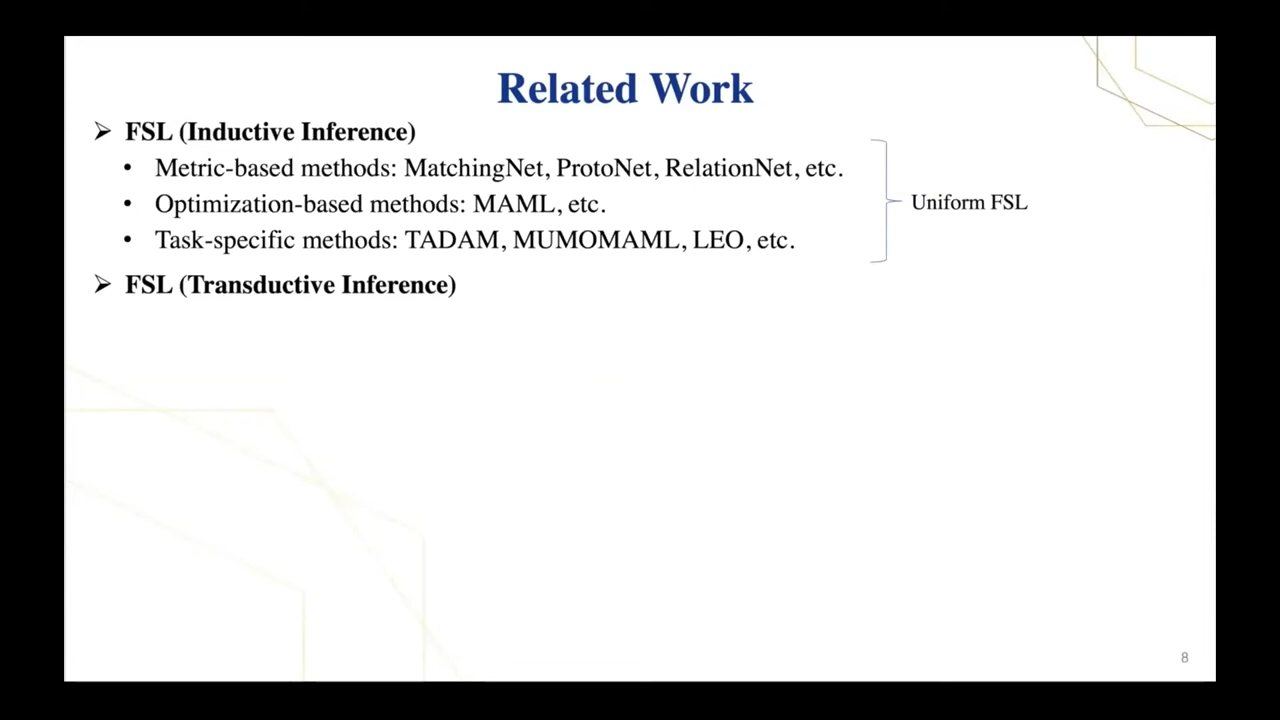 Related Work
➢ FSL (Inductive Inference)
• Metric-based methods: MatchingNet, ProtoNet, RelationNet, etc.
• Optimization-based methods: MAML, etc.
Uniform FSL
• Task-specific methods: TADAM, MUMOMAML, LEO, etc.
➢ FSL (Transductive Inference)
8